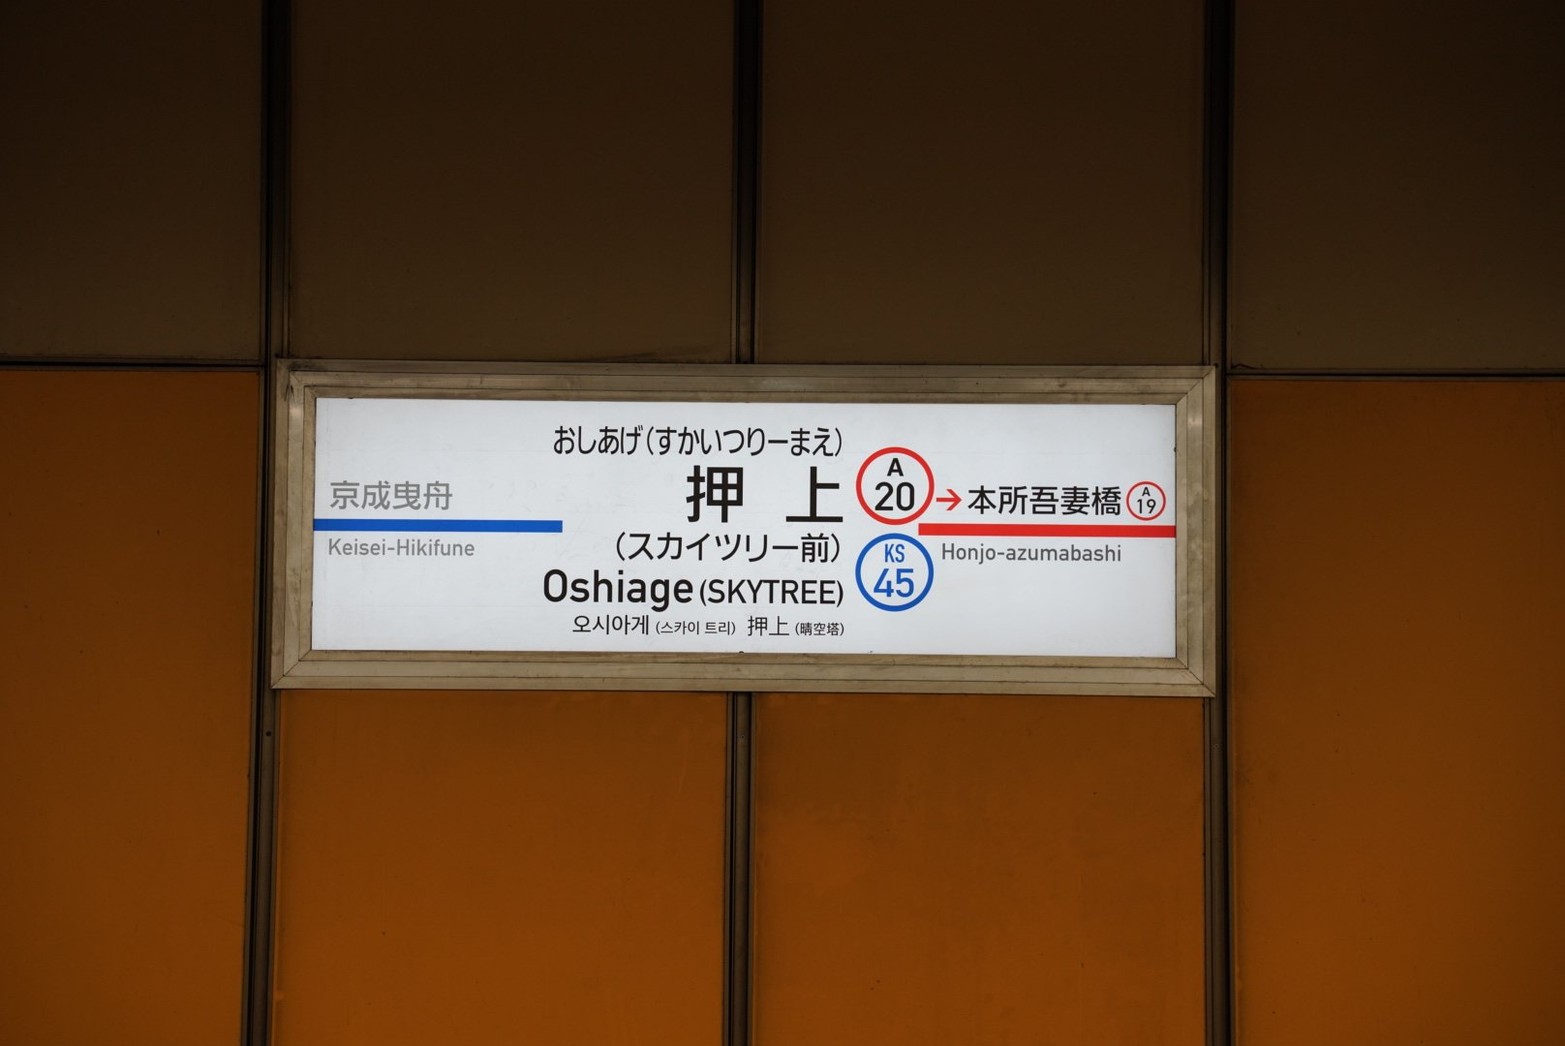 おしあげ(すかいつりーまえ)
押 上
(スカイツリー前)
Oshiage (SKYTREE)
오시아게 (스카이 트리) 押上 (晴空塔)
京成曳舟
Keisei-Hikifune
A
20
KS
45
→ 本所吾妻橋
A
19
Honjo-azumabashi